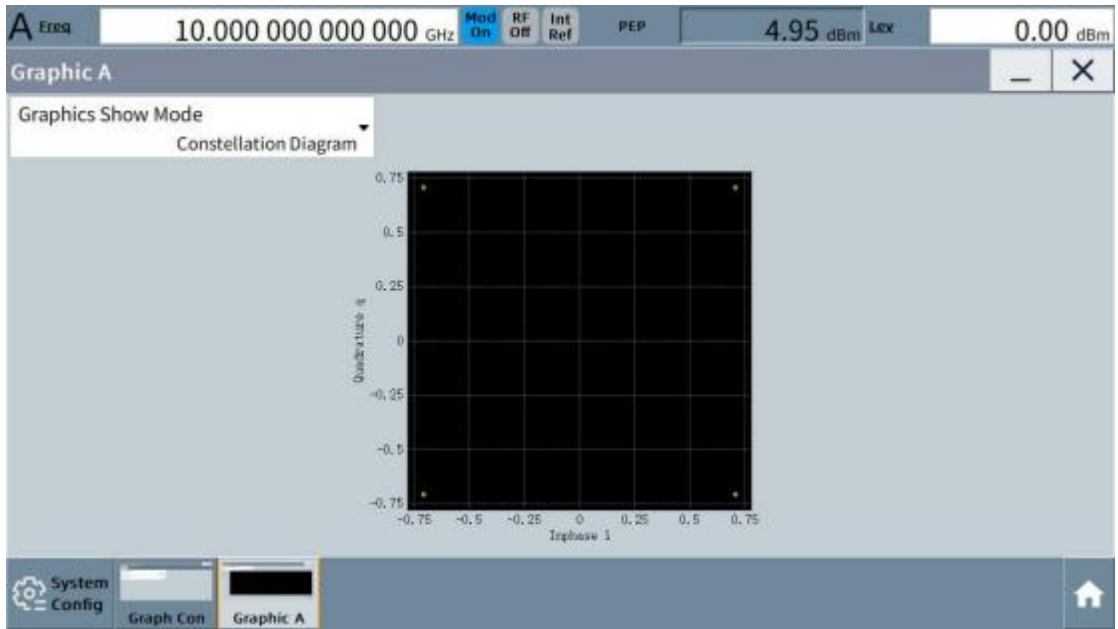 A Freq 10.000 000 000 000 GHz Mod On RF Off Int Ref PEP 4.95 dBm Lex 0.00 dBm
Graphic A
Graphics Show Mode
Constellation Diagram
0.75
0.5
0.25
Quadrature q
0
-0.25
-0.5
-0.75
-0.75 -0.5 -0.25 0 0.25 0.5 0.75
Inphase i
System Config
Graph Con
Graphic A